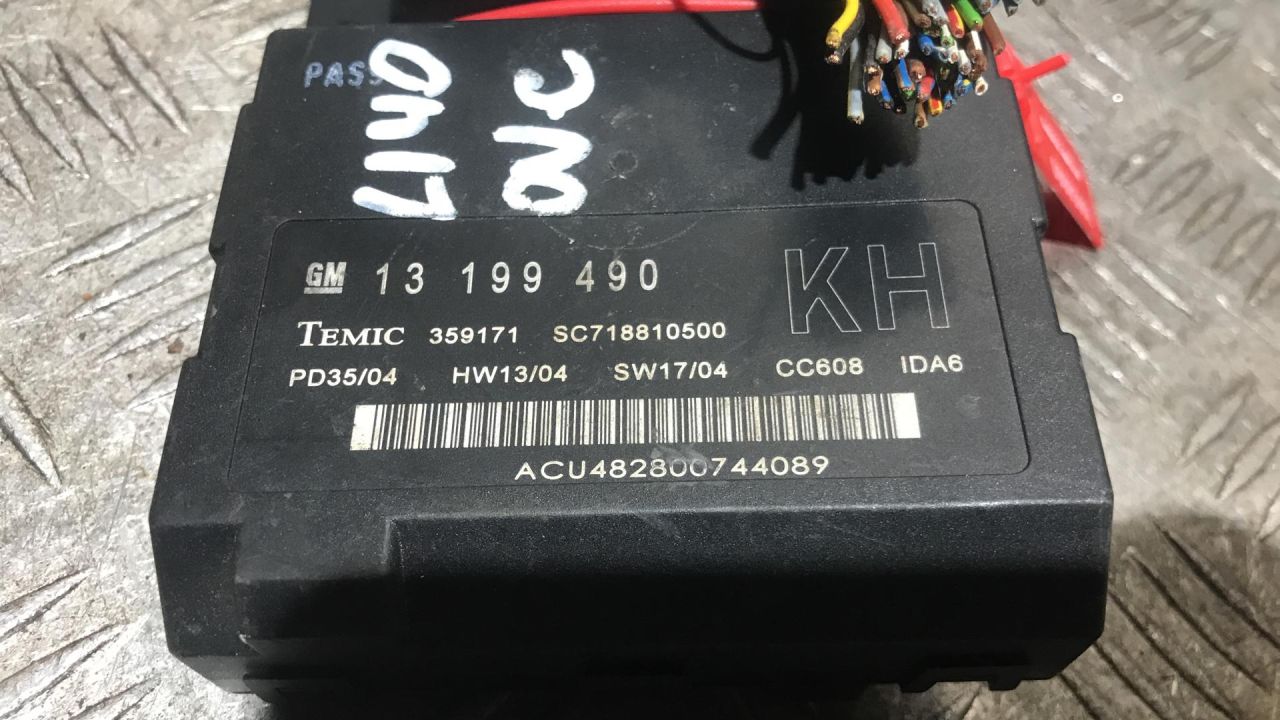 PASS
GM 13 199 490
KH
TEMIC 359171 SC718810500
PD35/04 HW13/04 SW17/04 CC608 IDA6
ACU482800744089